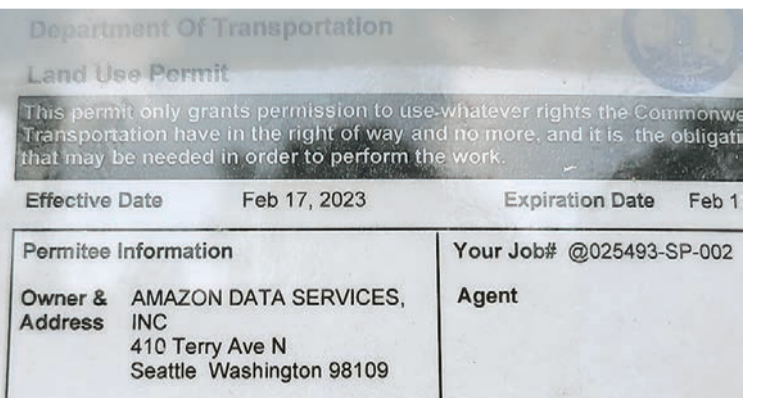 Department Of Transportation
Land Use Permit
This permit only grants permission to use whatever rights the Commonwe
Transportation have in the right of way and no more, and it is the obligati
that may be needed in order to perform the work.
Effective Date Feb 17, 2023 Expiration Date Feb 1
Permitee Information Your Job# @025493-SP-002
Owner & AMAZON DATA SERVICES, Agent
Address INC
410 Terry Ave N
Seattle Washington 98109